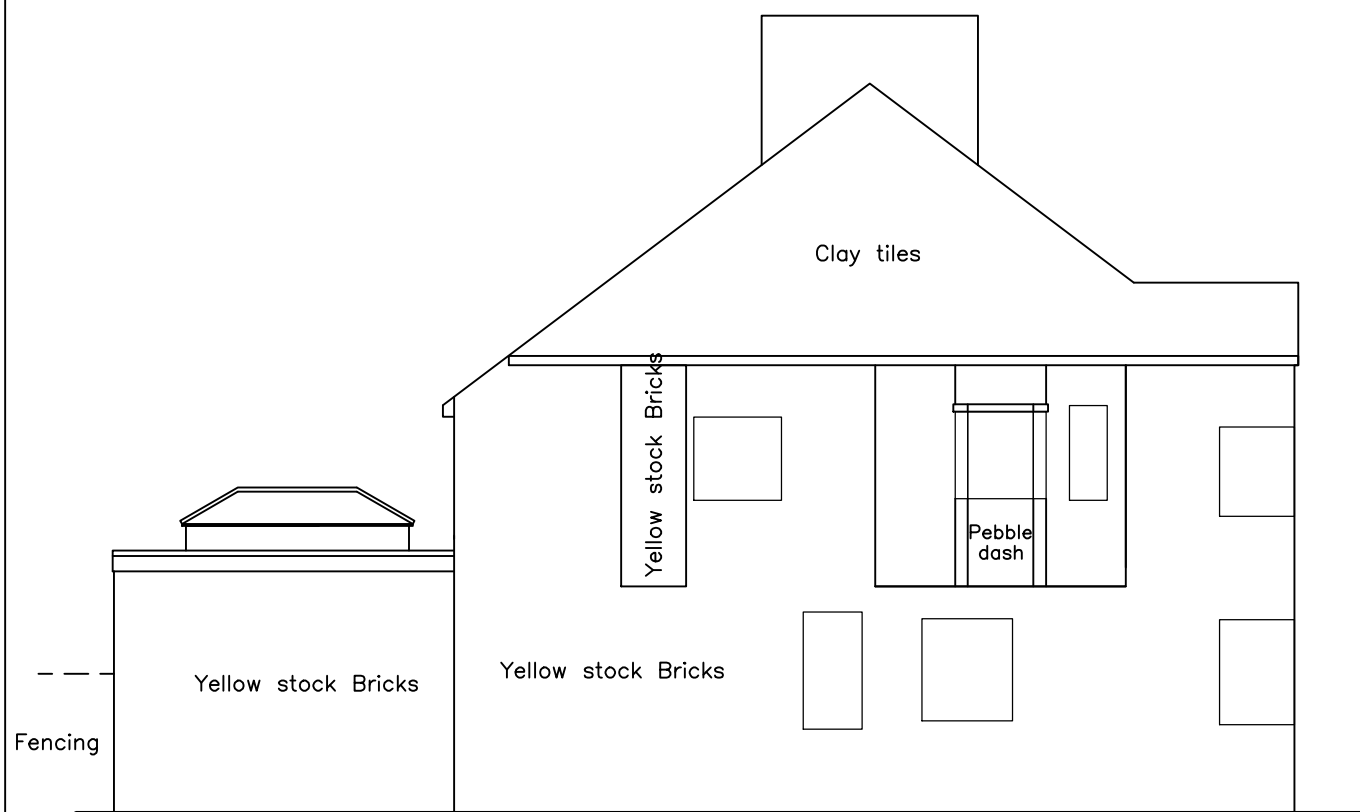 Clay tiles
Yellow stock Bricks
Pebble
dash
Yellow stock Bricks
Yellow stock Bricks
Fencing